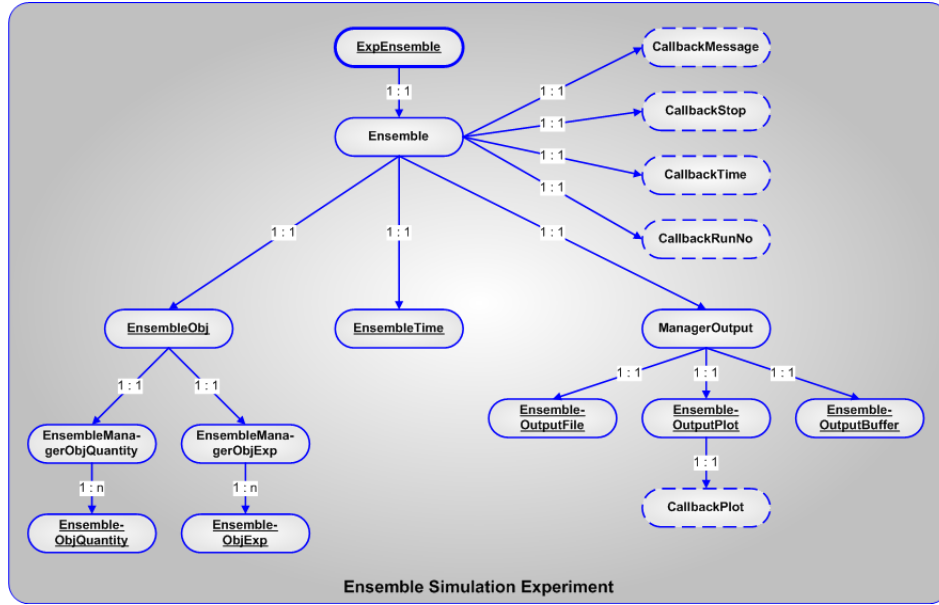 ExpEnsemble
CallbackMessage
1 : 1
1 : 1
CallbackStop
1 : 1
Ensemble
1 : 1
CallbackTime
1 : 1
CallbackRunNo
1 : 1
1 : 1
1 : 1
EnsembleObj
EnsembleTime
ManagerOutput
1 : 1
1 : 1
1 : 1
1 : 1
1 : 1
EnsembleMana-
gerObjQuantity
EnsembleMana-
gerObjExp
Ensemble-
OutputFile
Ensemble-
OutputPlot
Ensemble-
OutputBuffer
1 : n
1 : n
1 : 1
Ensemble-
ObjQuantity
Ensemble-
ObjExp
CallbackPlot
Ensemble Simulation Experiment